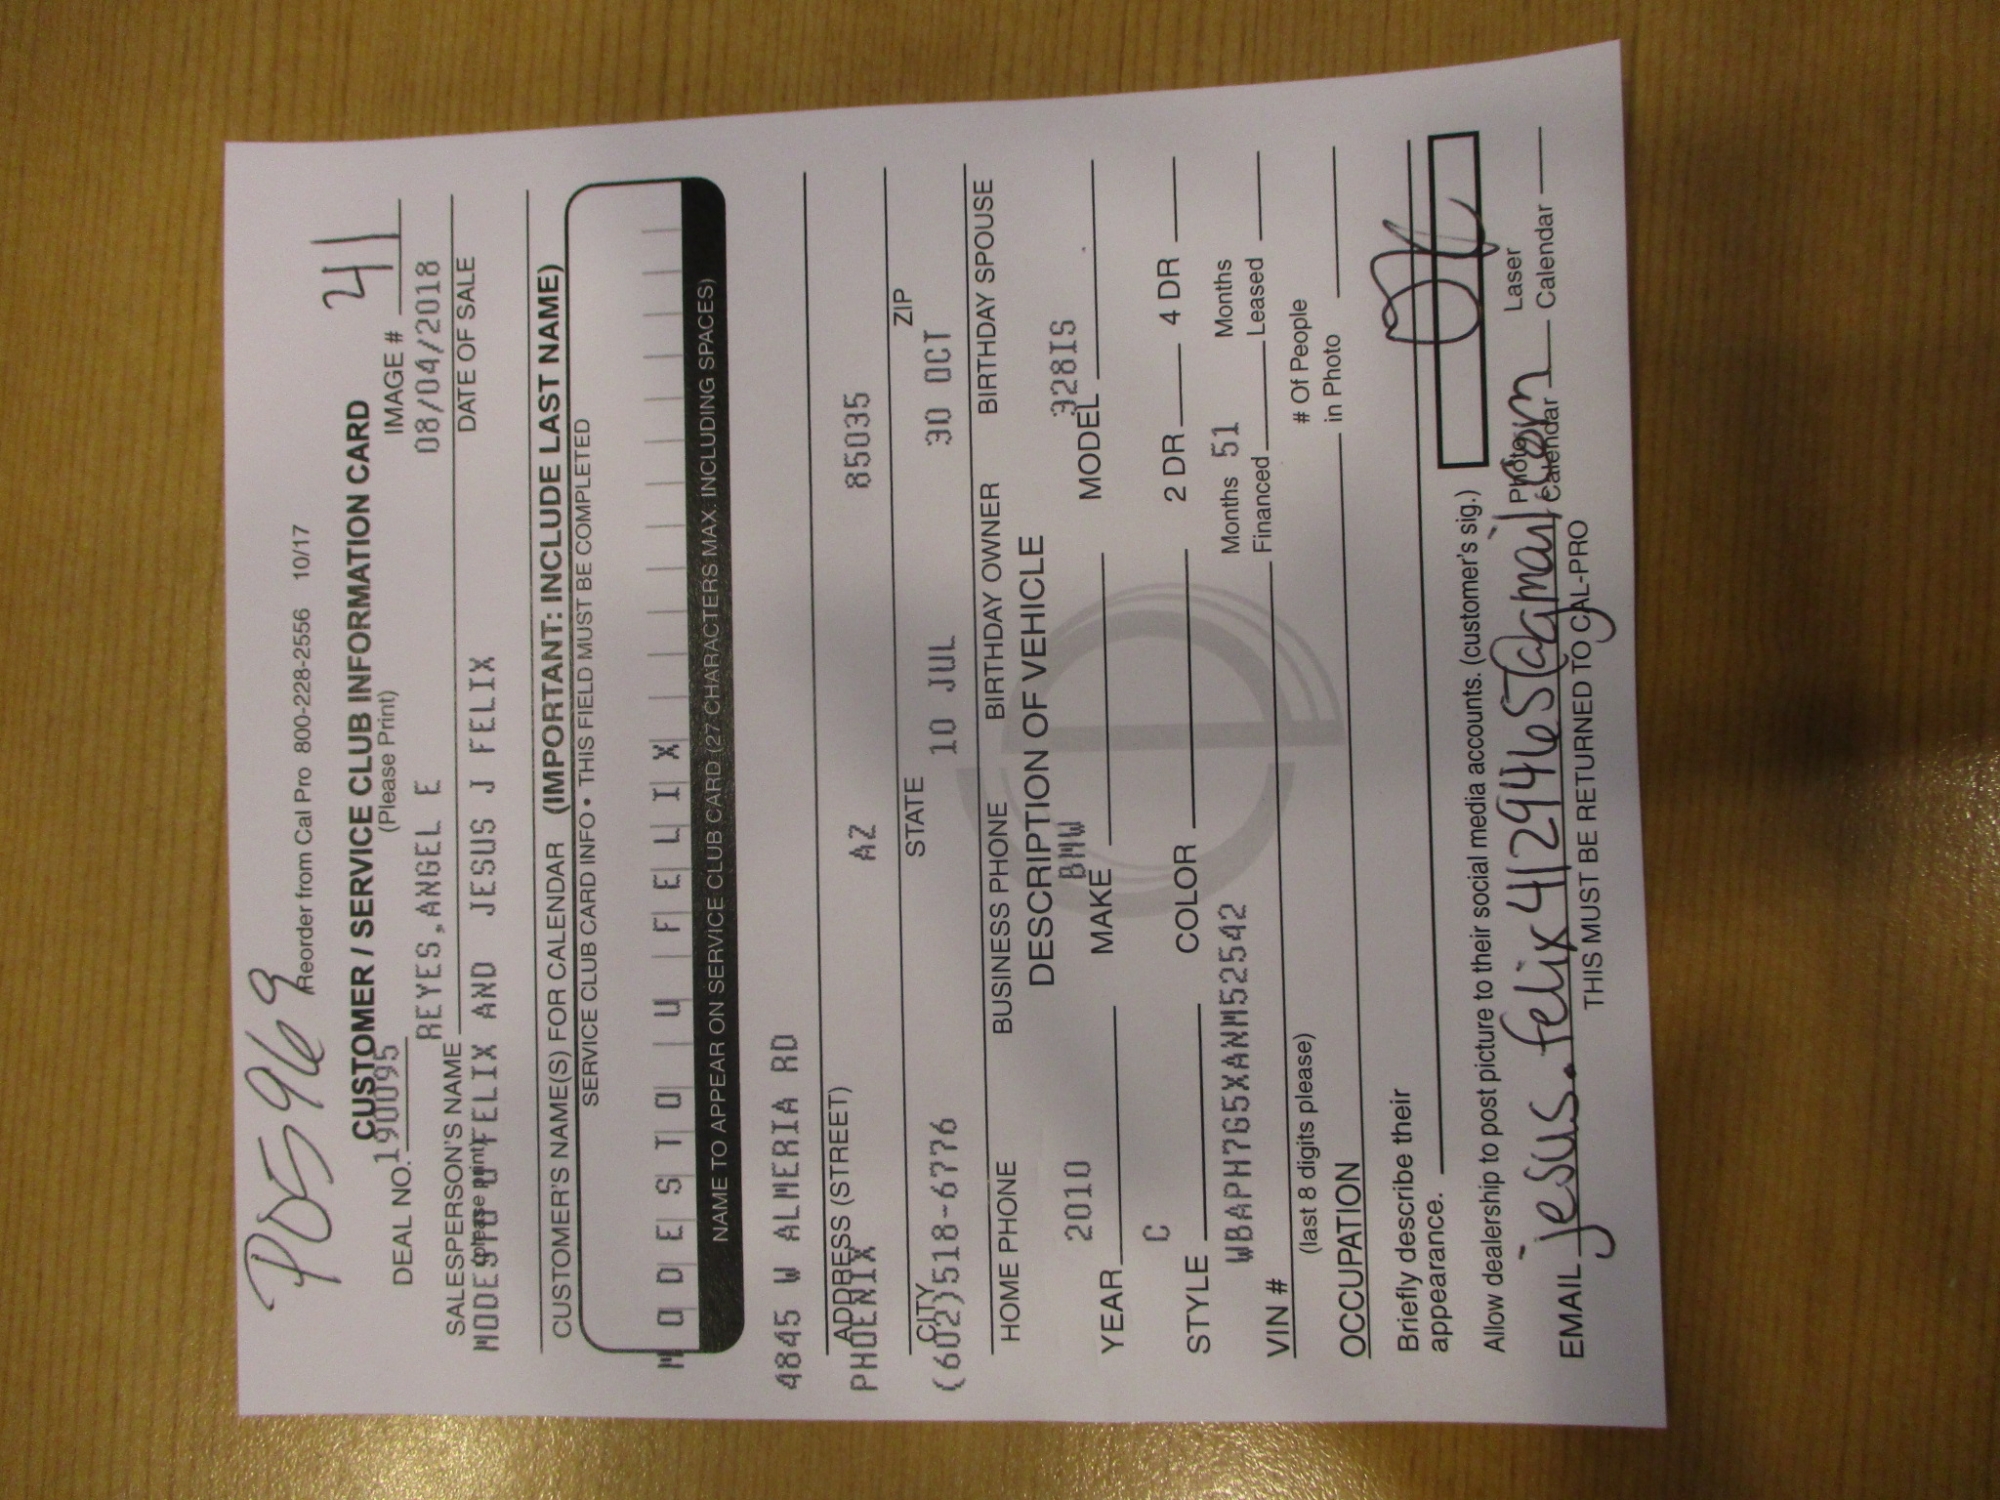 PD5969
Reorder from Cal Pro 800-228-2556 10/17
CUSTOMER / SERVICE CLUB INFORMATION CARD
(Please Print)
DEAL NO. 190095 IMAGE # 41
REYES,ANGEL E 08/04/2018
SALESPERSON'S NAME DATE OF SALE
(please print)
MODESTO U FELIX AND JESUS J FELIX
CUSTOMER'S NAME(S) FOR CALENDAR (IMPORTANT: INCLUDE LAST NAME)
SERVICE CLUB CARD INFO • THIS FIELD MUST BE COMPLETED
M O D E S T O U F E L I X
NAME TO APPEAR ON SERVICE CLUB CARD (27 CHARACTERS MAX. INCLUDING SPACES)
4845 W ALMERIA RD
ADDRESS (STREET)
PHOENIX AZ 85035
CITY STATE ZIP
(602)518-6776 10 JUL 30 OCT
HOME PHONE BUSINESS PHONE BIRTHDAY OWNER BIRTHDAY SPOUSE
DESCRIPTION OF VEHICLE
2010 BMW 328IS
YEAR MAKE MODEL
C
STYLE COLOR 2 DR 4 DR
WBAPH7G5XANM52542 Months 51 Months
VIN # Financed Leased
(last 8 digits please) # Of People
OCCUPATION in Photo
Briefly describe their
appearance.
Allow dealership to post picture to their social media accounts. (customer's sig.)
Photo Laser
EMAIL jesus.felix4129465@gmail.com Calendar Calendar
THIS MUST BE RETURNED TO CAL-PRO